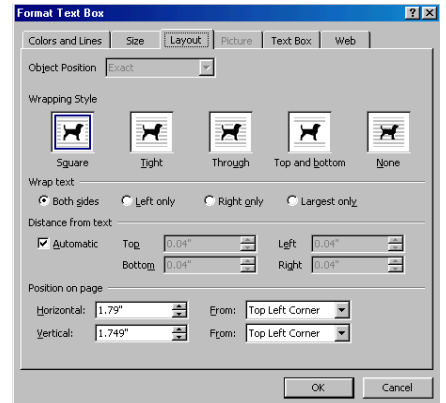 Format Text Box
Colors and Lines Size Layout Picture Text Box Web
Object Position Exact
Wrapping Style
Square Tight Through Top and bottom None
Wrap text
Both sides Left only Right only Largest only
Distance from text
Automatic Top 0.04" Left 0.04"
Bottom 0.04" Right 0.04"
Position on page
Horizontal: 1.79" From: Top Left Corner
Vertical: 1.749" From: Top Left Corner
OK Cancel